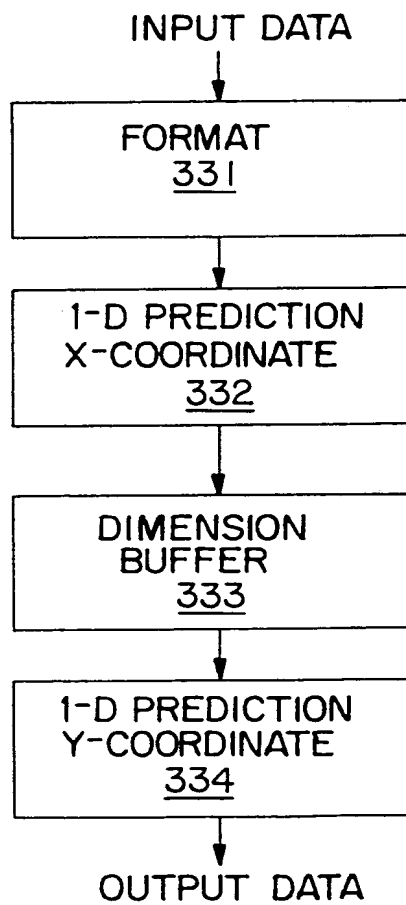 INPUT DATA
FORMAT
331
1-D PREDICTION
X-COORDINATE
332
DIMENSION
BUFFER
333
1-D PREDICTION
Y-COORDINATE
334
OUTPUT DATA